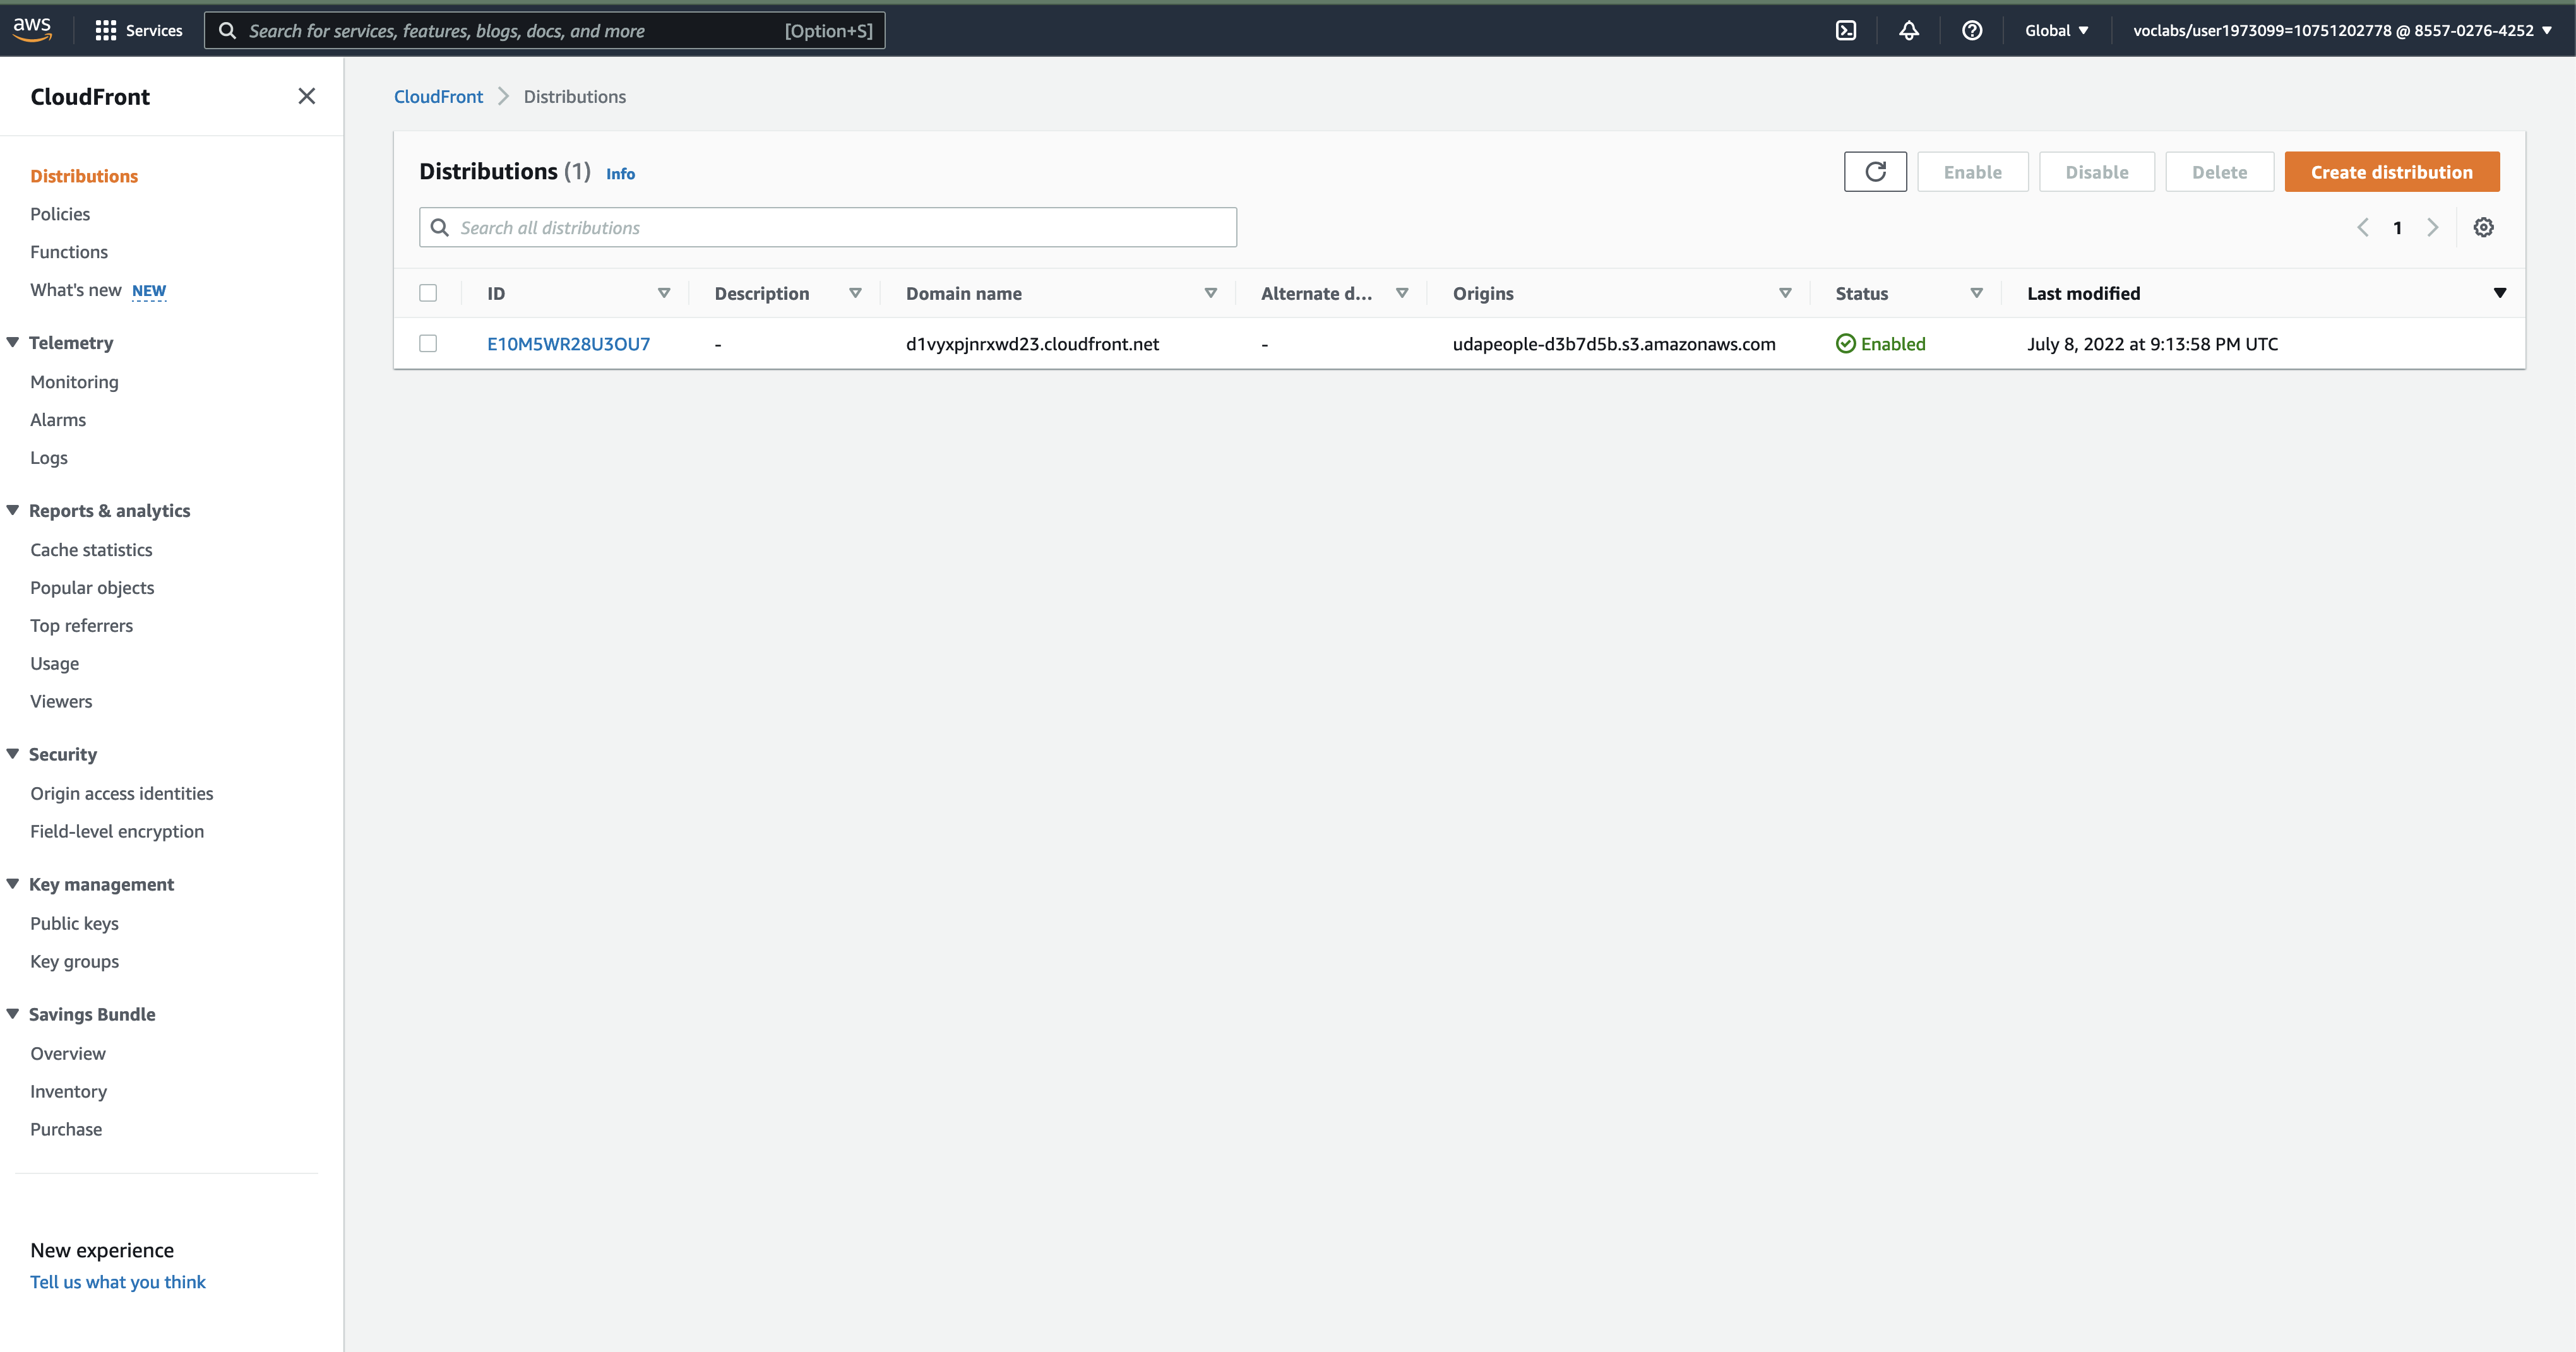 aws
Services
Search for services, features, blogs, docs, and more [Option+S]
Global
voclabs/user1973099=10751202778 @ 8557-0276-4252
CloudFront
Distributions
Policies
Functions
What's new NEW
Telemetry
Monitoring
Alarms
Logs
Reports & analytics
Cache statistics
Popular objects
Top referrers
Usage
Viewers
Security
Origin access identities
Field-level encryption
Key management
Public keys
Key groups
Savings Bundle
Overview
Inventory
Purchase
New experience
Tell us what you think
CloudFront > Distributions
Distributions (1) Info
Enable
Disable
Delete
Create distribution
Search all distributions
1
ID Description Domain name Alternate d... Origins Status Last modified
E10M5WR28U3OU7 - d1vyxpjnrxwd23.cloudfront.net - udapeople-d3b7d5b.s3.amazonaws.com Enabled July 8, 2022 at 9:13:58 PM UTC